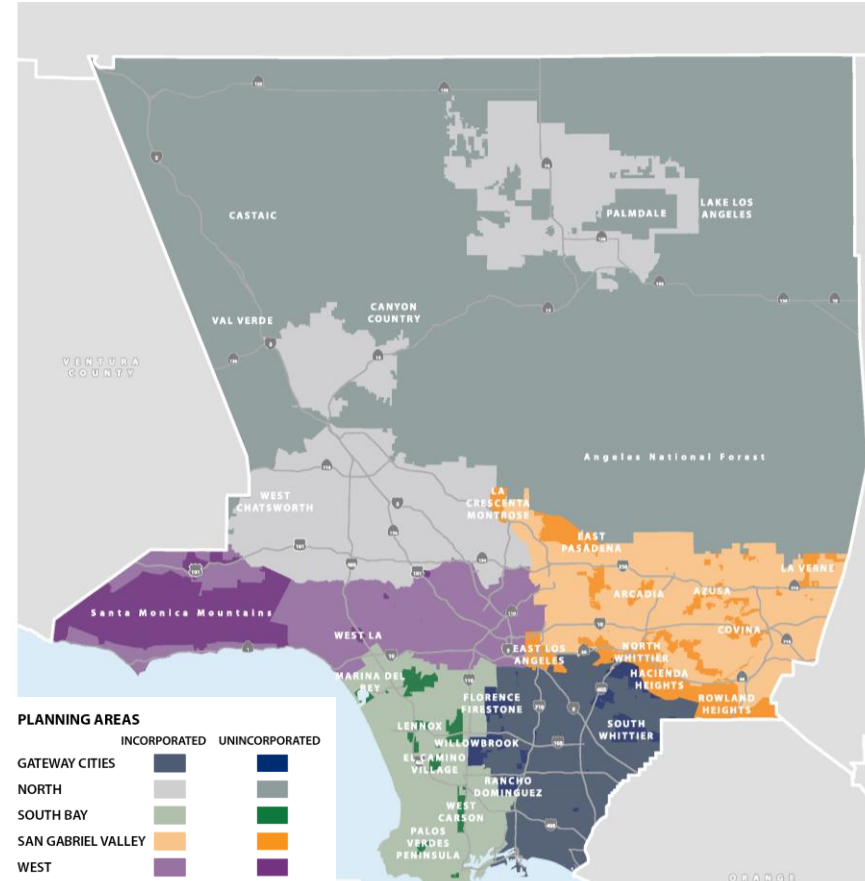 CASTAIC
PALMDALE
LAKE LOS
ANGELES
CANYON
COUNTRY
VAL VERDE
VENTURA
COUNTY
Angeles National Forest
WEST
CHATSWORTH
LA
CRESCENTA
MONTROSE
EAST
PASADENA
LA VERNE
ARCADIA
AZUSA
Santa Monica Mountains
WEST LA
COVINA
EAST LOS
ANGELES
NORTH
WHITTIER
HACIENDA
HEIGHTS
ROWLAND
HEIGHTS
MARINA DEL
REY
FLORENCE
FIRESTONE
LENNOX
SOUTH
WHITTIER
WILLOWBROOK
EL CAMINO
VILLAGE
RANCHO
DOMINGUEZ
WEST
CARSON
PALOS
VERDES
PENINSULA
ORANGE
PLANNING AREAS
INCORPORATED UNINCORPORATED
GATEWAY CITIES
NORTH
SOUTH BAY
SAN GABRIEL VALLEY
WEST